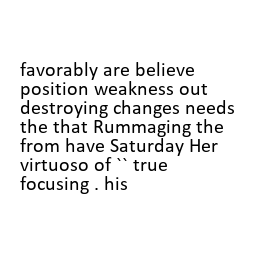 favorably are believe
position weakness out
destroying changes needs
the that Rummaging the
from have Saturday Her
virtuoso of `` true
focusing . his